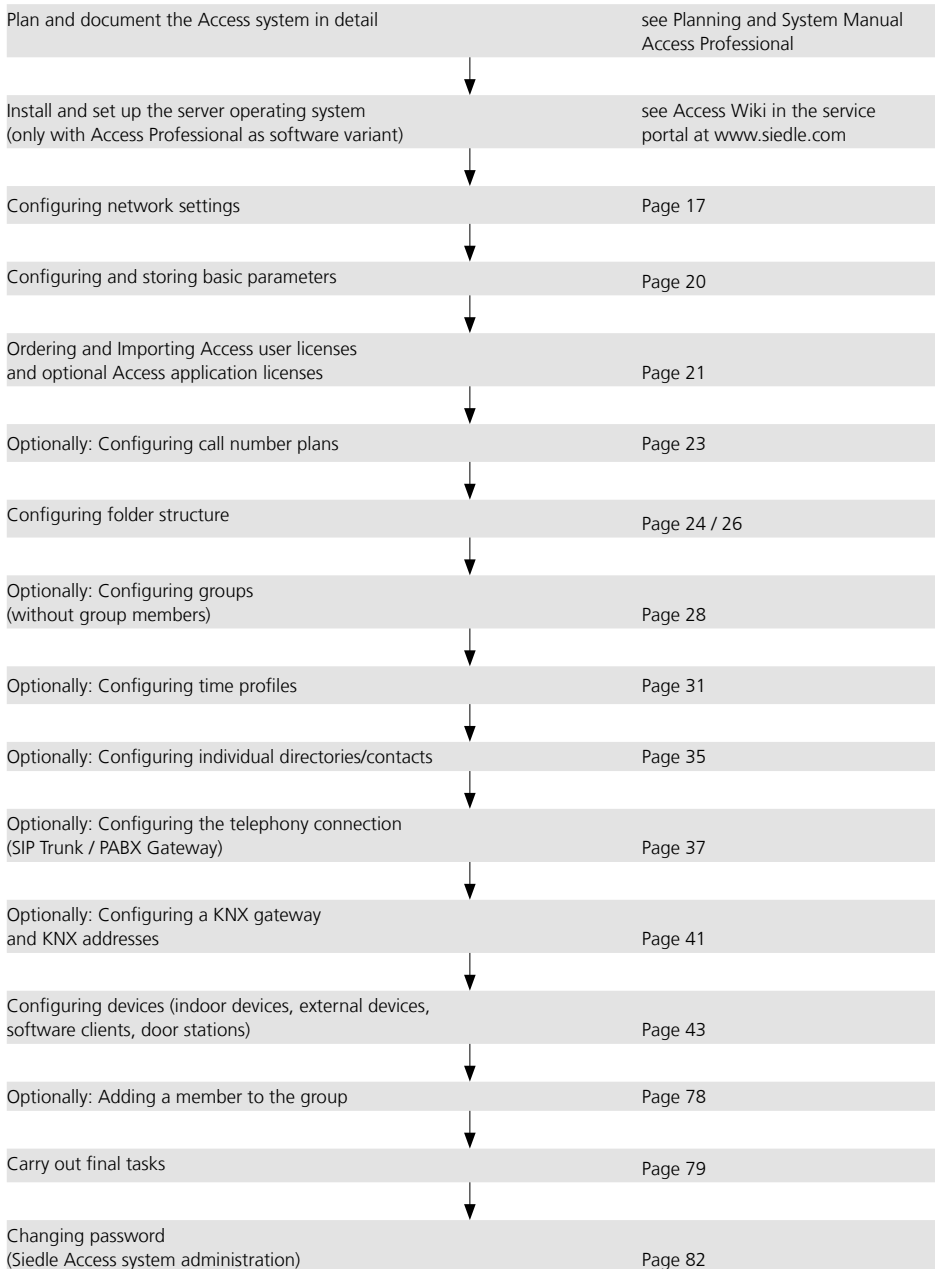 Plan and document the Access system in detail
see Planning and System Manual
Access Professional
Install and set up the server operating system
(only with Access Professional as software variant)
see Access Wiki in the service
portal at www.siedle.com
Configuring network settings
Page 17
Configuring and storing basic parameters
Page 20
Ordering and Importing Access user licenses
and optional Access application licenses
Page 21
Optionally: Configuring call number plans
Page 23
Configuring folder structure
Page 24 / 26
Optionally: Configuring groups
(without group members)
Page 28
Optionally: Configuring time profiles
Page 31
Optionally: Configuring individual directories/contacts
Page 35
Optionally: Configuring the telephony connection
(SIP Trunk / PABX Gateway)
Page 37
Optionally: Configuring a KNX gateway
and KNX addresses
Page 41
Configuring devices (indoor devices, external devices,
software clients, door stations)
Page 43
Optionally: Adding a member to the group
Page 78
Carry out final tasks
Page 79
Changing password
(Siedle Access system administration)
Page 82